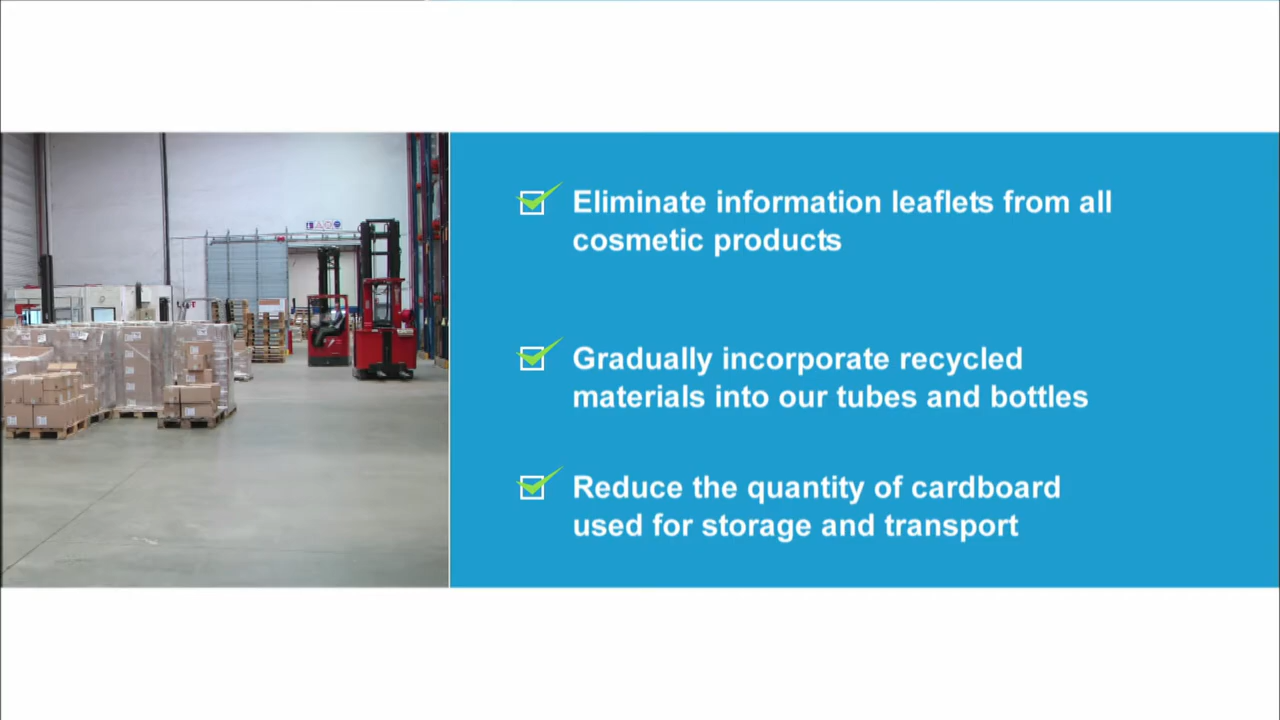 Eliminate information leaflets from all
cosmetic products
Gradually incorporate recycled
materials into our tubes and bottles
Reduce the quantity of cardboard
used for storage and transport